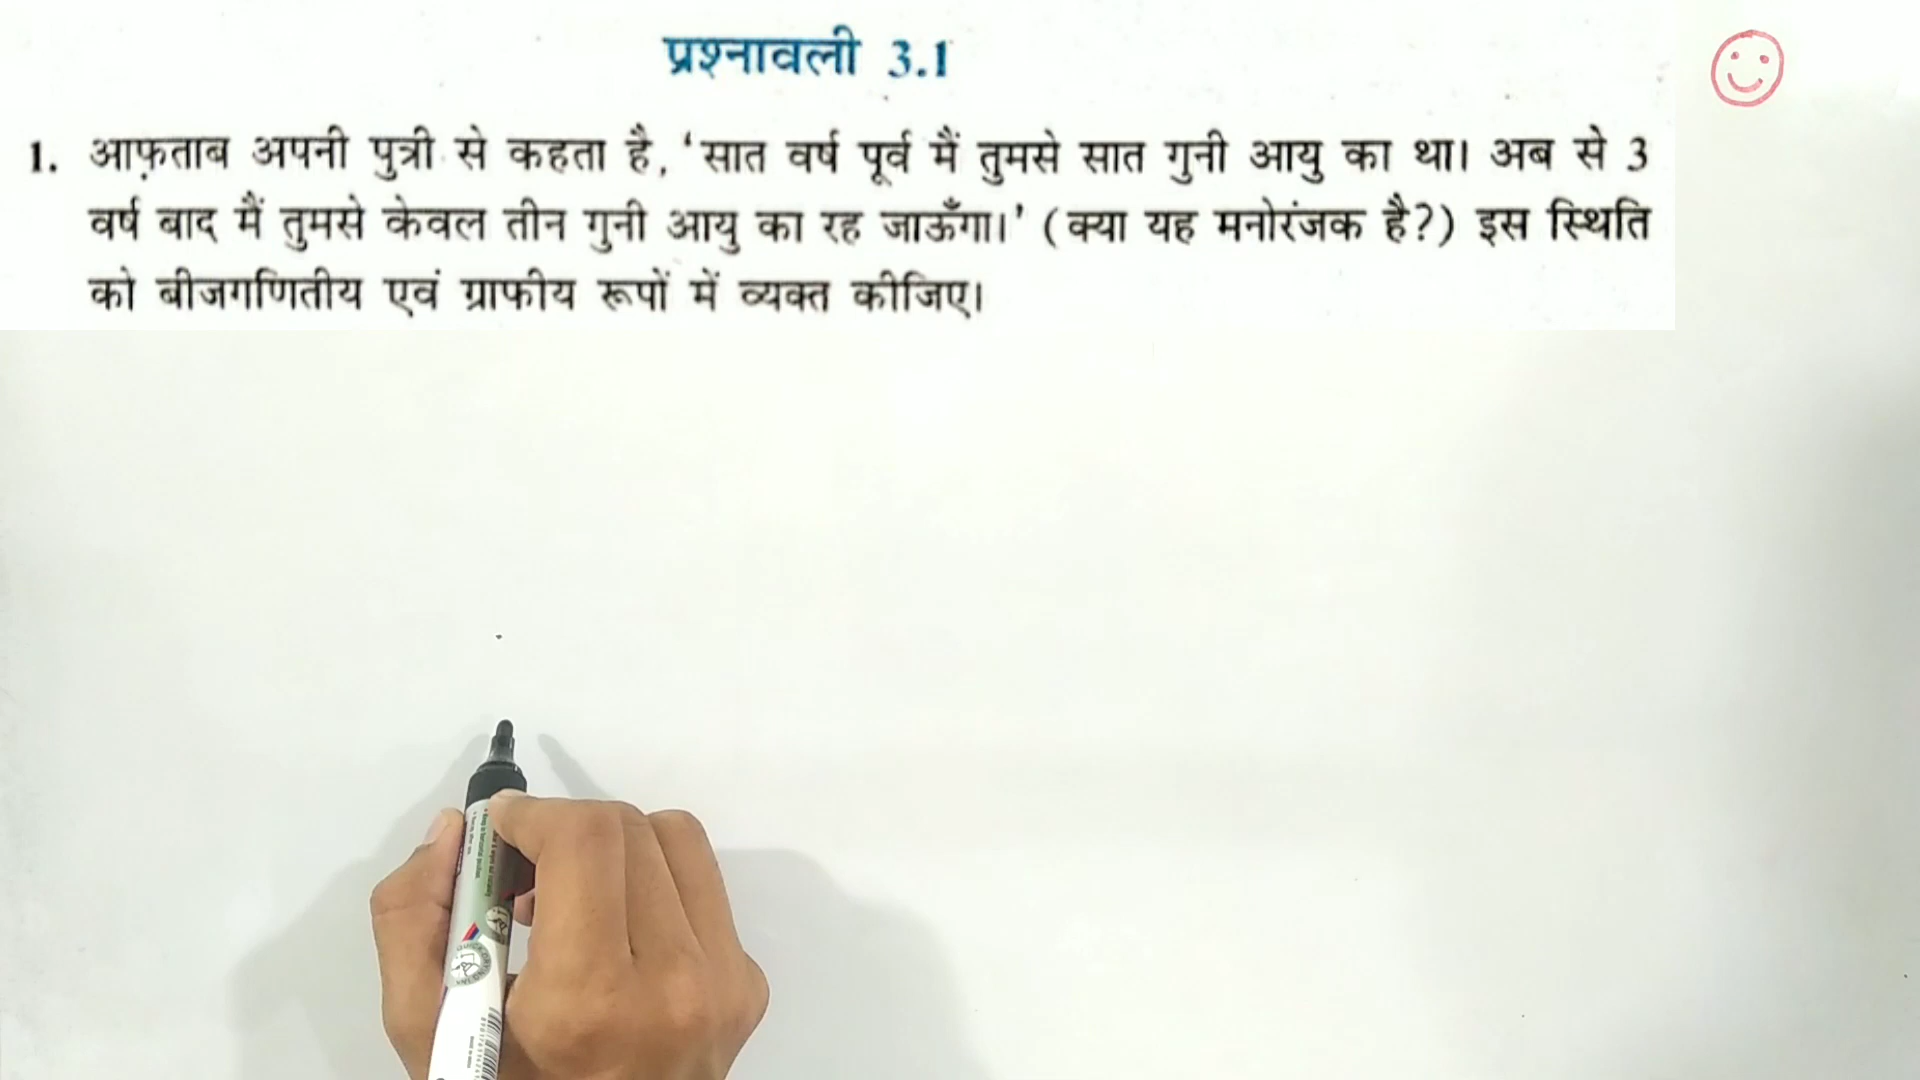 प्रश्नावली 3.1
1. आफ़ताब अपनी पुत्री से कहता है, ‘सात वर्ष पूर्व मैं तुमसे सात गुनी आयु का था। अब से 3
वर्ष बाद मैं तुमसे केवल तीन गुनी आयु का रह जाऊँगा।’ (क्या यह मनोरंजक है?) इस स्थिति
को बीजगणितीय एवं ग्राफीय रूपों में व्यक्त कीजिए।